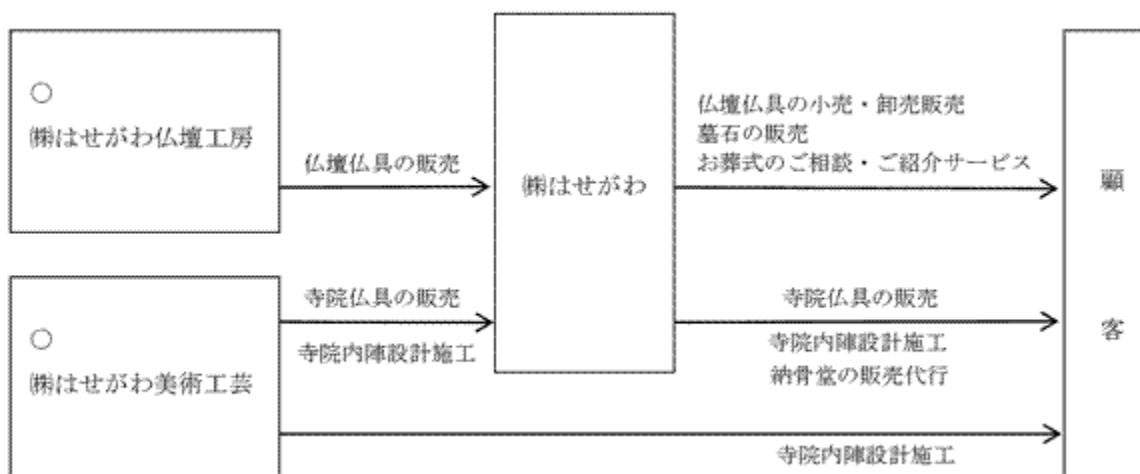 ○
㈱はせがわ仏壇工房
仏壇仏具の販売
㈱はせがわ
仏壇仏具の小売・卸売販売
墓石の販売
お葬式のご相談・ご紹介サービス
顧
客
○
㈱はせがわ美術工芸
寺院仏具の販売
寺院内陣設計施工
寺院仏具の販売
寺院内陣設計施工
納骨堂の販売代行
寺院内陣設計施工